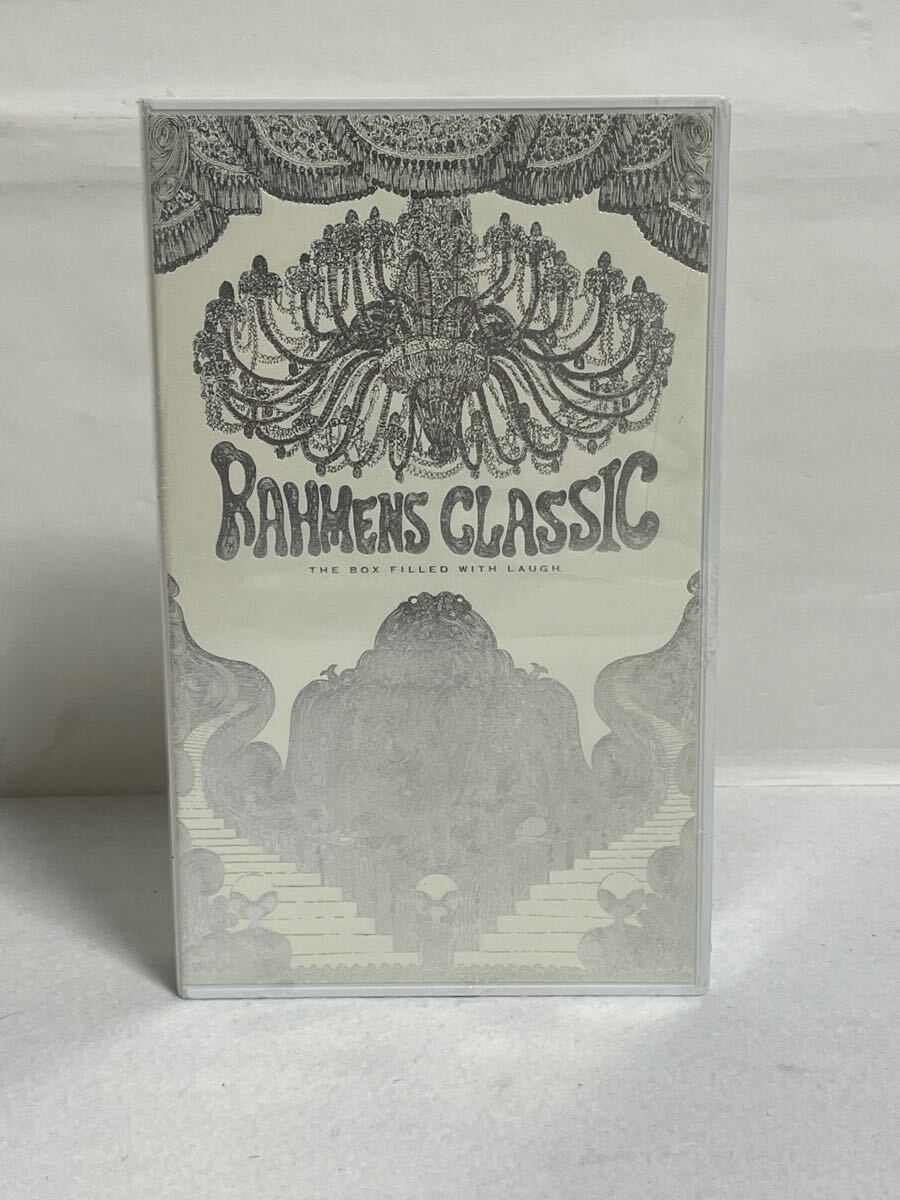 RAHMENS CLASSIC
THE BOX FILLED WITH LAUGH.